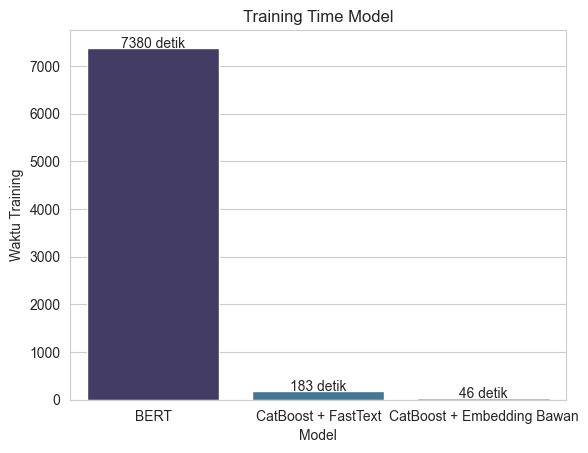 Training Time Model
7380 detik
183 detik
46 detik
Waktu Training
7000
6000
5000
4000
3000
2000
1000
0
BERT
CatBoost + FastText
CatBoost + Embedding Bawan
Model